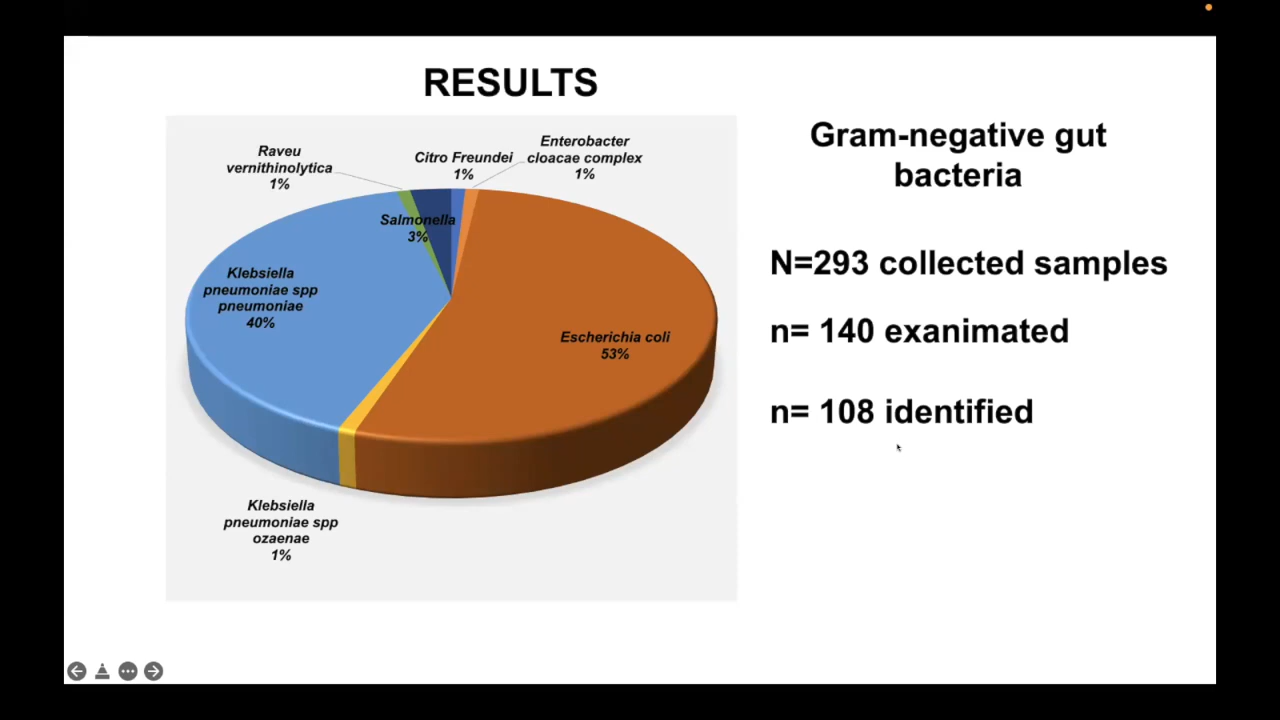 RESULTS
Raveu
vernithinolytica
1%
Citro Freundei
1%
Enterobacter
cloacae complex
1%
Salmonella
3%
Klebsiella
pneumoniae spp
pneumoniae
40%
Escherichia coli
53%
Klebsiella
pneumoniae spp
ozaenae
1%
Gram-negative gut
bacteria
N=293 collected samples
n= 140 exanimated
n= 108 identified